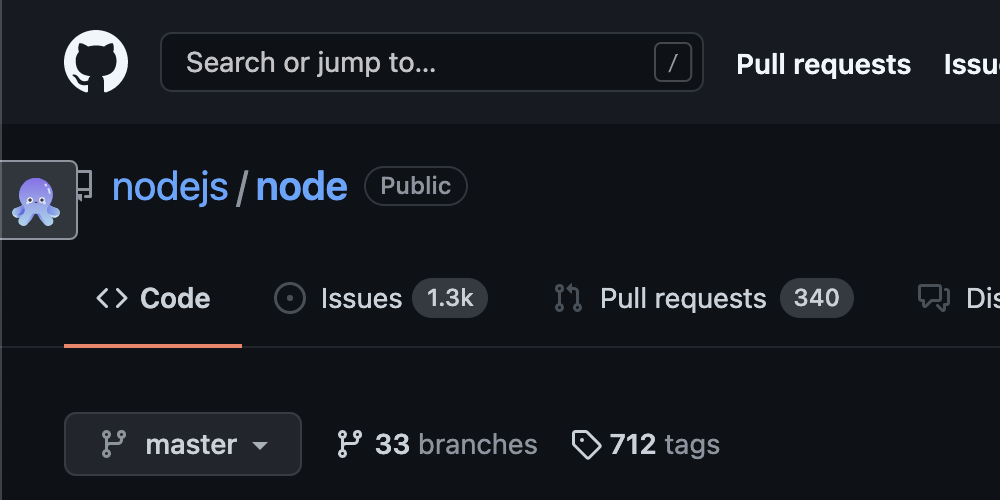 Search or jump to... / Pull requests Issu
nodejs / node Public
Code Issues 1.3k Pull requests 340 Dis
master 33 branches 712 tags